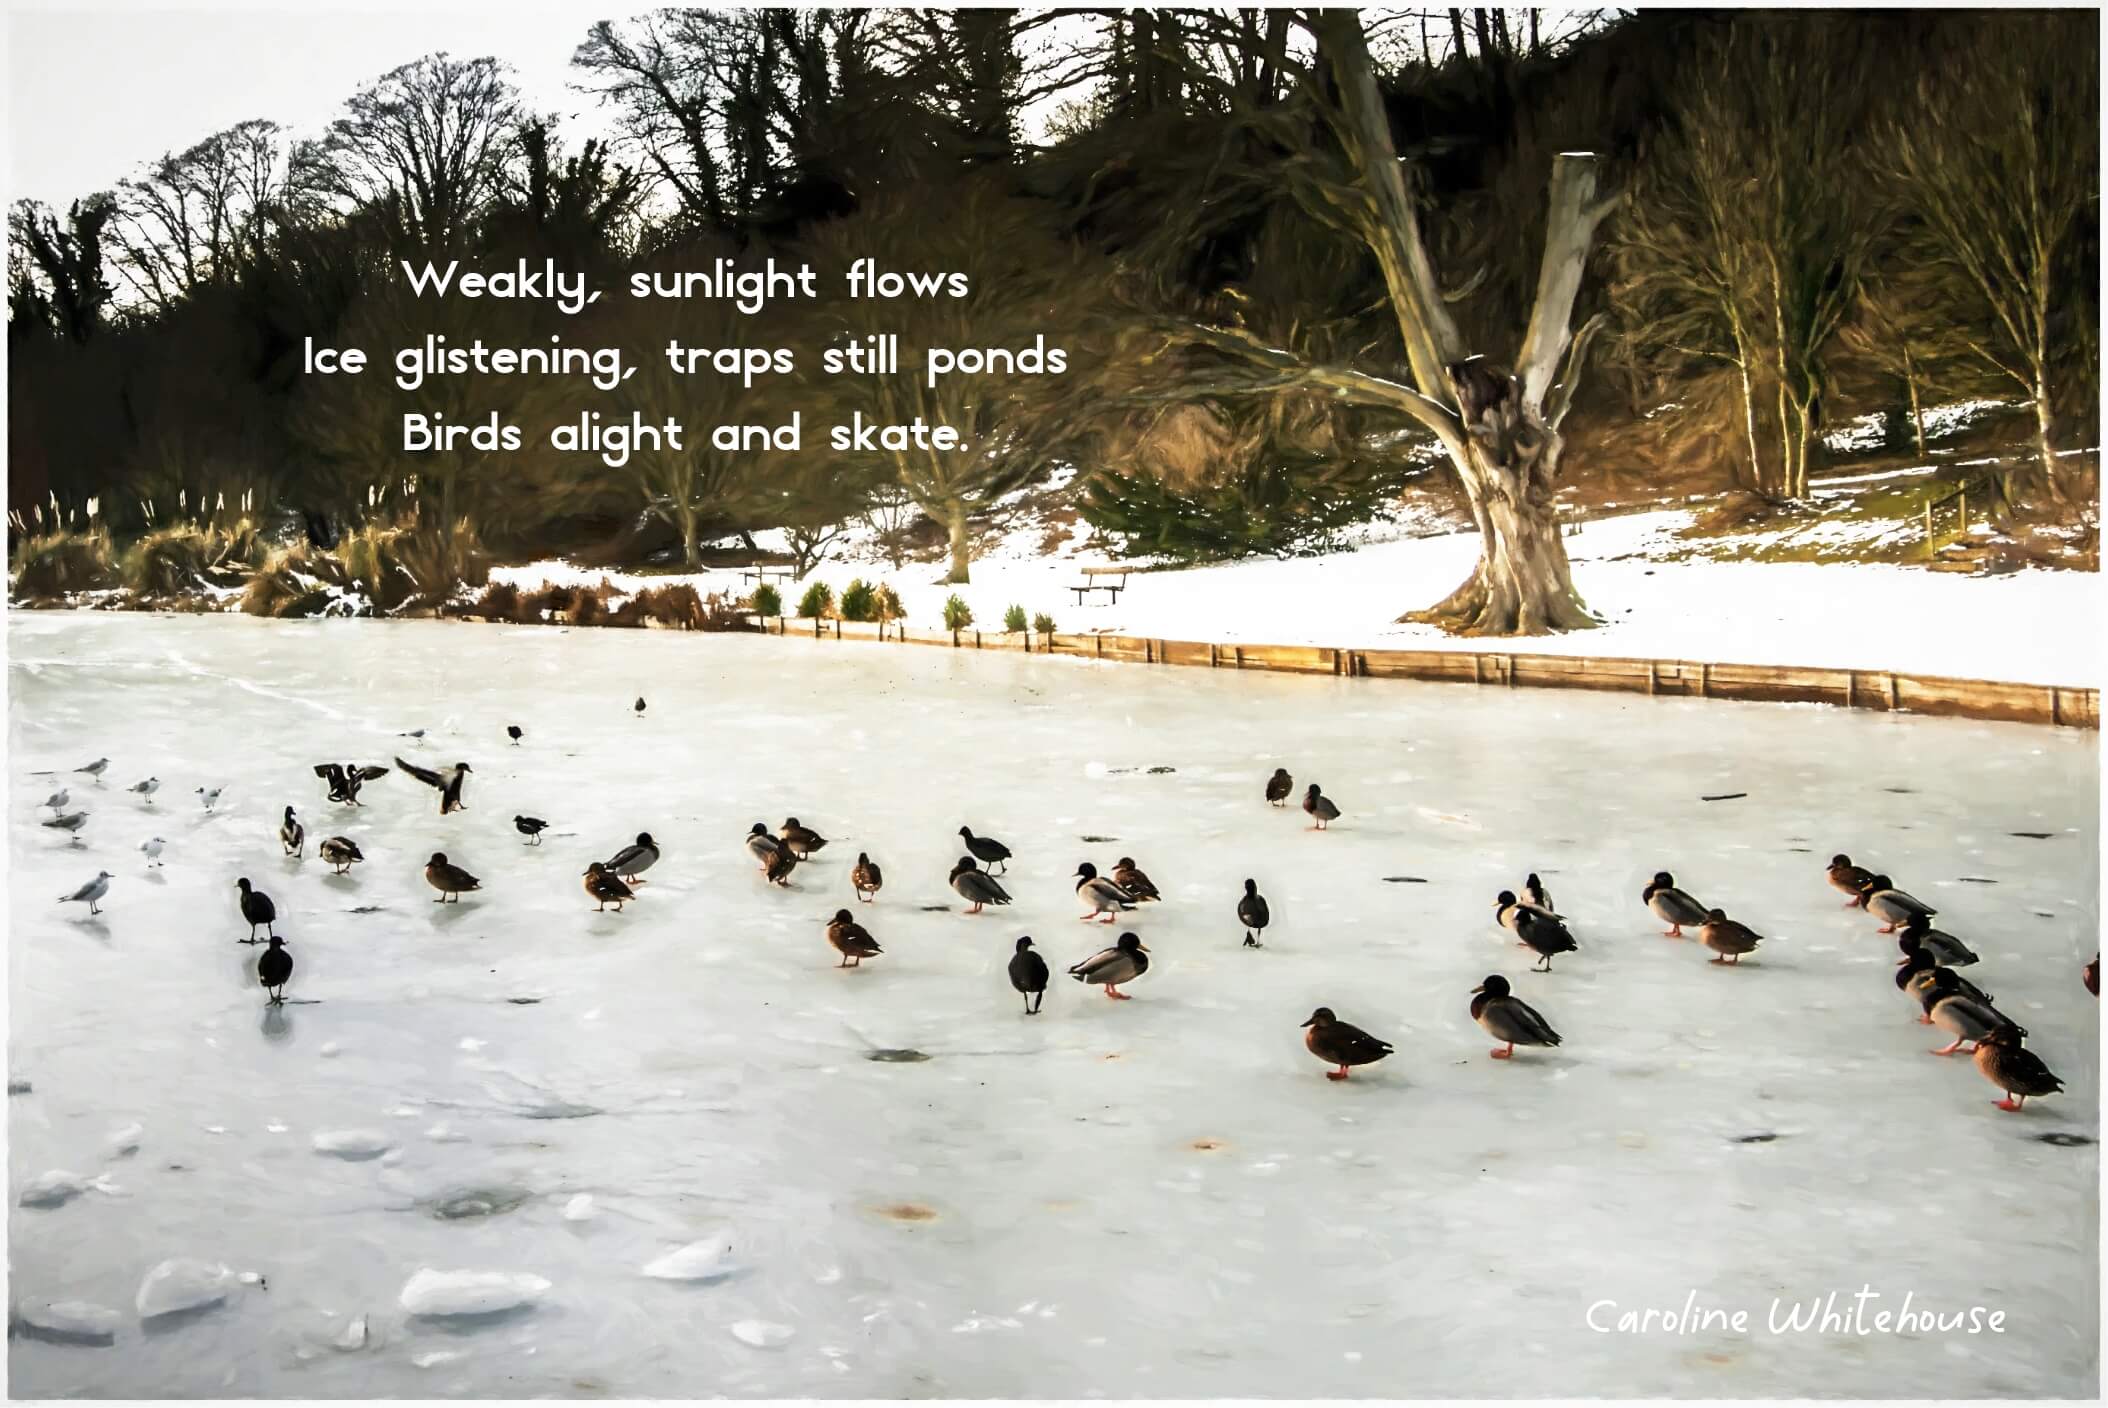 Weakly, sunlight flows
Ice glistening, traps still ponds
Birds alight and skate.
Caroline Whitehouse